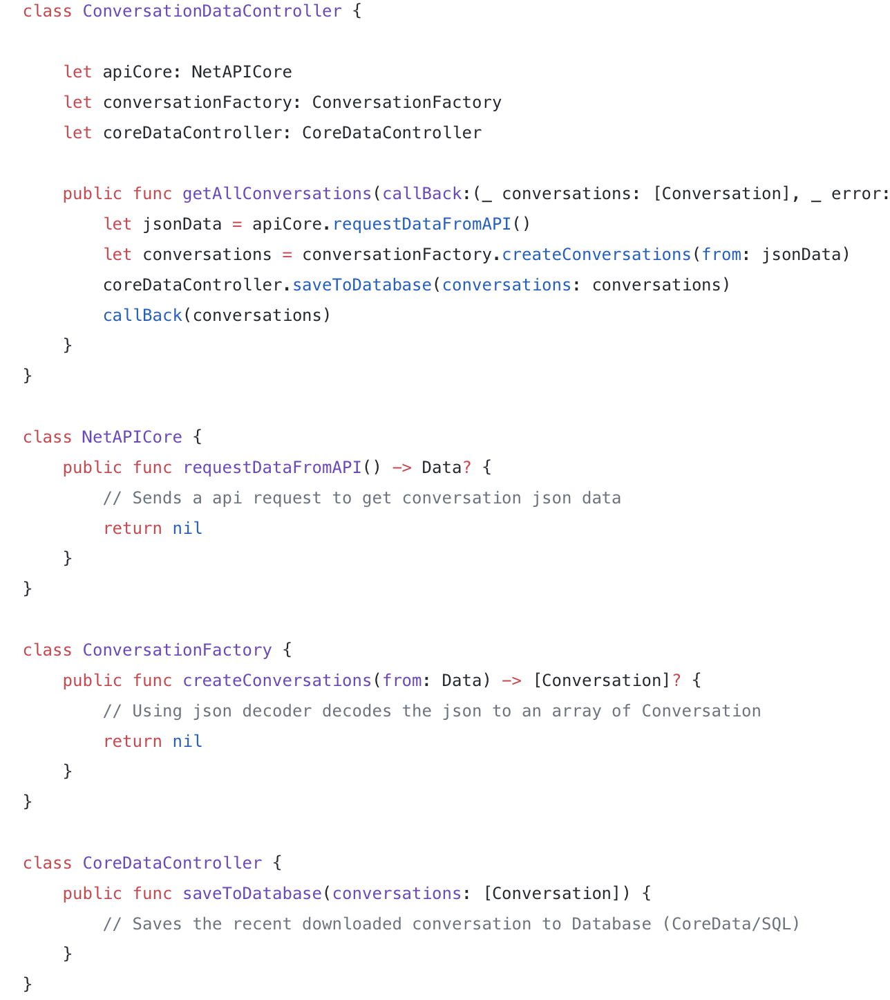 class ConversationDataController {
let apiCore: NetAPICore
let conversationFactory: ConversationFactory
let coreDataController: CoreDataController
public func getAllConversations(callBack:(_ conversations: [Conversation], _ error:
let jsonData = apiCore.requestDataFromAPI()
let conversations = conversationFactory.createConversations(from: jsonData)
coreDataController.saveToDatabase(conversations: conversations)
callBack(conversations)
}
}
class NetAPICore {
public func requestDataFromAPI() -> Data? {
// Sends a api request to get conversation json data
return nil
}
}
class ConversationFactory {
public func createConversations(from: Data) -> [Conversation]? {
// Using json decoder decodes the json to an array of Conversation
return nil
}
}
class CoreDataController {
public func saveToDatabase(conversations: [Conversation]) {
// Saves the recent downloaded conversation to Database (CoreData/SQL)
}
}